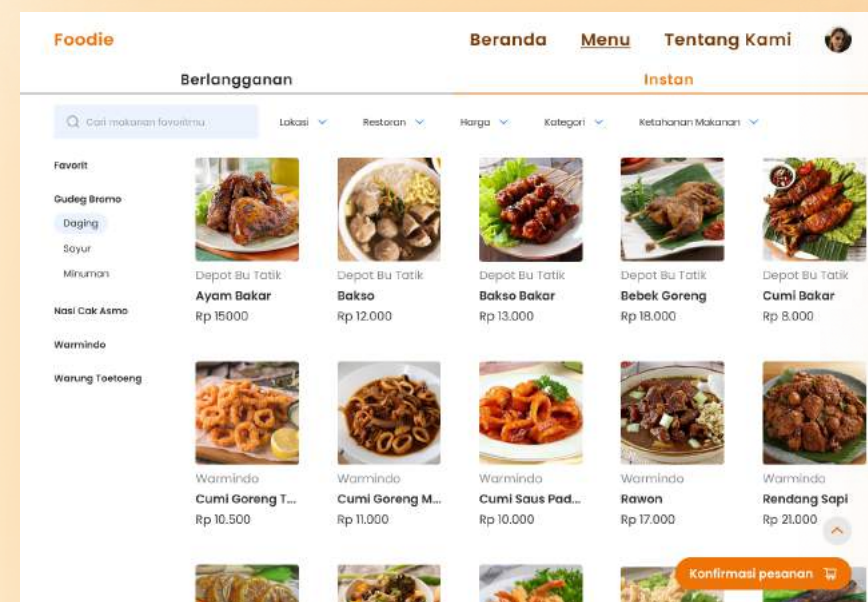 Foodie
Beranda Menu Tentang Kami
Berlangganan Instan
Cari makanan favoritmu Lokasi Restoran Harga Kategori Ketahanan Makanan
Favorit
Gudeg Bromo
Daging
Sayur
Minuman
Nasi Cak Asmo
Warmindo
Warung Toetoeng
Depot Bu Tatik Depot Bu Tatik Depot Bu Tatik Depot Bu Tatik Depot Bu Tatik
Ayam Bakar Bakso Bakso Bakar Bebek Goreng Cumi Bakar
Rp 15000 Rp 12.000 Rp 13.000 Rp 18.000 Rp 8.000
Warmindo Warmindo Warmindo Warmindo Warmindo
Cumi Goreng T... Cumi Goreng M... Cumi Saus Pad... Rawon Rendang Sapi
Rp 10.500 Rp 11.000 Rp 10.000 Rp 17.000 Rp 21.000
Konfirmasi pesanan